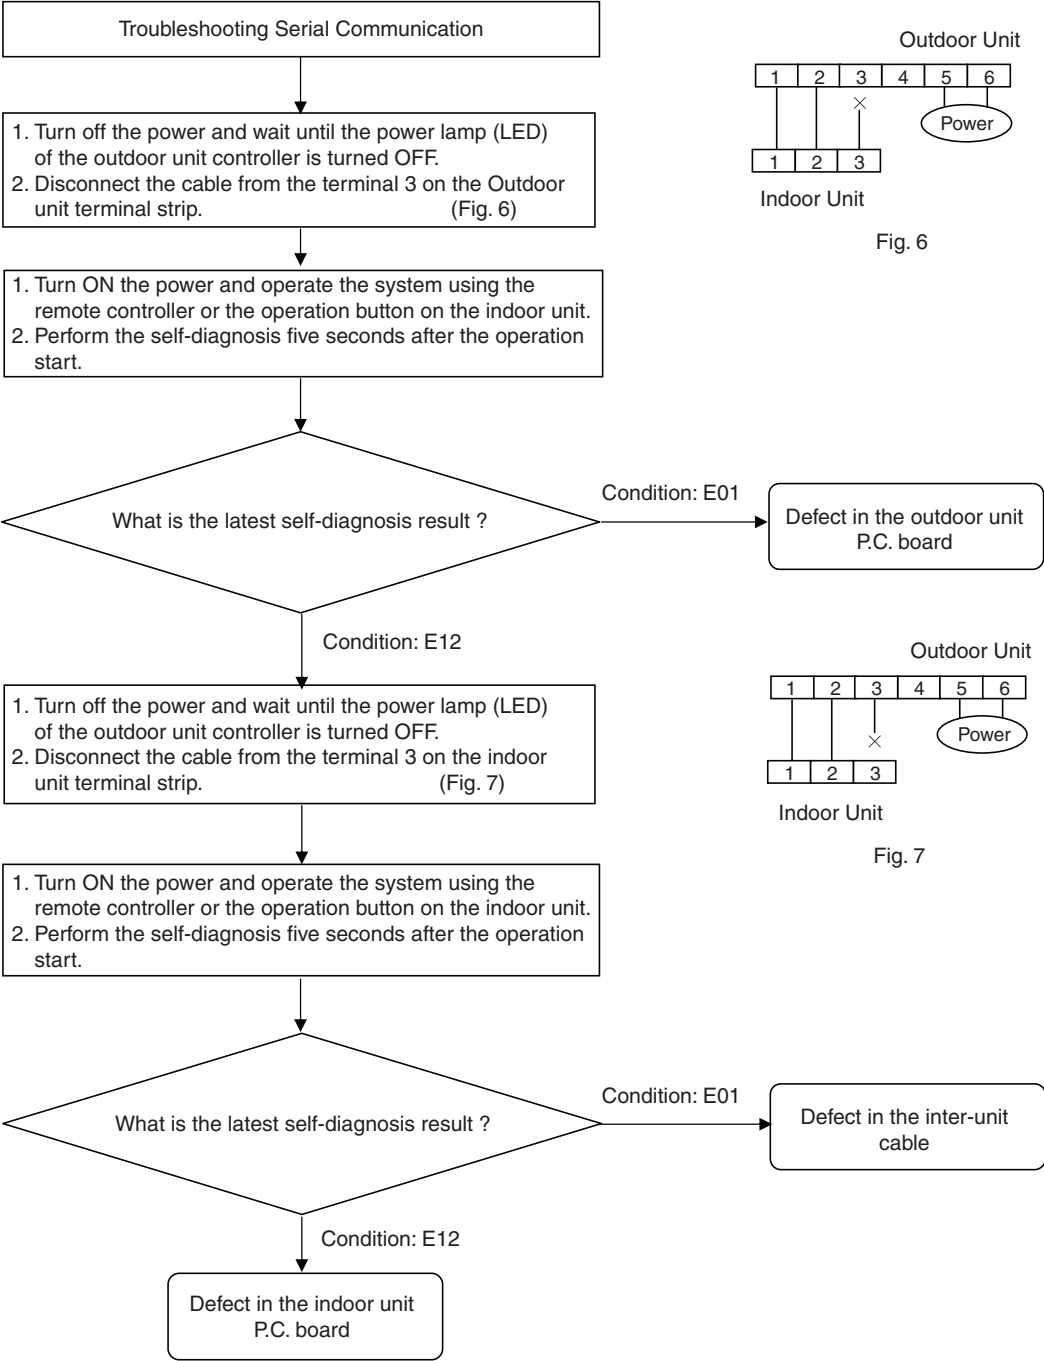 Troubleshooting Serial Communication
1. Turn off the power and wait until the power lamp (LED)
of the outdoor unit controller is turned OFF.
2. Disconnect the cable from the terminal 3 on the Outdoor
unit terminal strip. (Fig. 6)
Outdoor Unit
1 2 3 4 5 6
Power
1 2 3
Indoor Unit
Fig. 6
1. Turn ON the power and operate the system using the
remote controller or the operation button on the indoor unit.
2. Perform the self-diagnosis five seconds after the operation
start.
What is the latest self-diagnosis result ?
Condition: E01
Defect in the outdoor unit
P.C. board
Condition: E12
1. Turn off the power and wait until the power lamp (LED)
of the outdoor unit controller is turned OFF.
2. Disconnect the cable from the terminal 3 on the indoor
unit terminal strip. (Fig. 7)
Outdoor Unit
1 2 3 4 5 6
Power
1 2 3
Indoor Unit
Fig. 7
1. Turn ON the power and operate the system using the
remote controller or the operation button on the indoor unit.
2. Perform the self-diagnosis five seconds after the operation
start.
What is the latest self-diagnosis result ?
Condition: E01
Defect in the inter-unit
cable
Condition: E12
Defect in the indoor unit
P.C. board